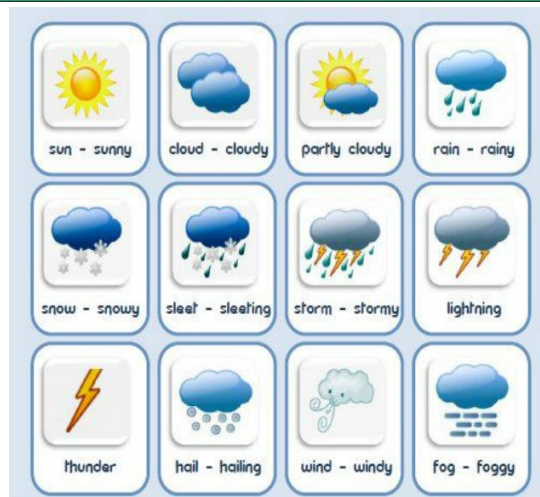 sun - sunny
cloud - cloudy
partly cloudy
rain - rainy
snow - snowy
sleet - sleeting
storm - stormy
lightning
thunder
hail - hailing
wind - windy
fog - foggy